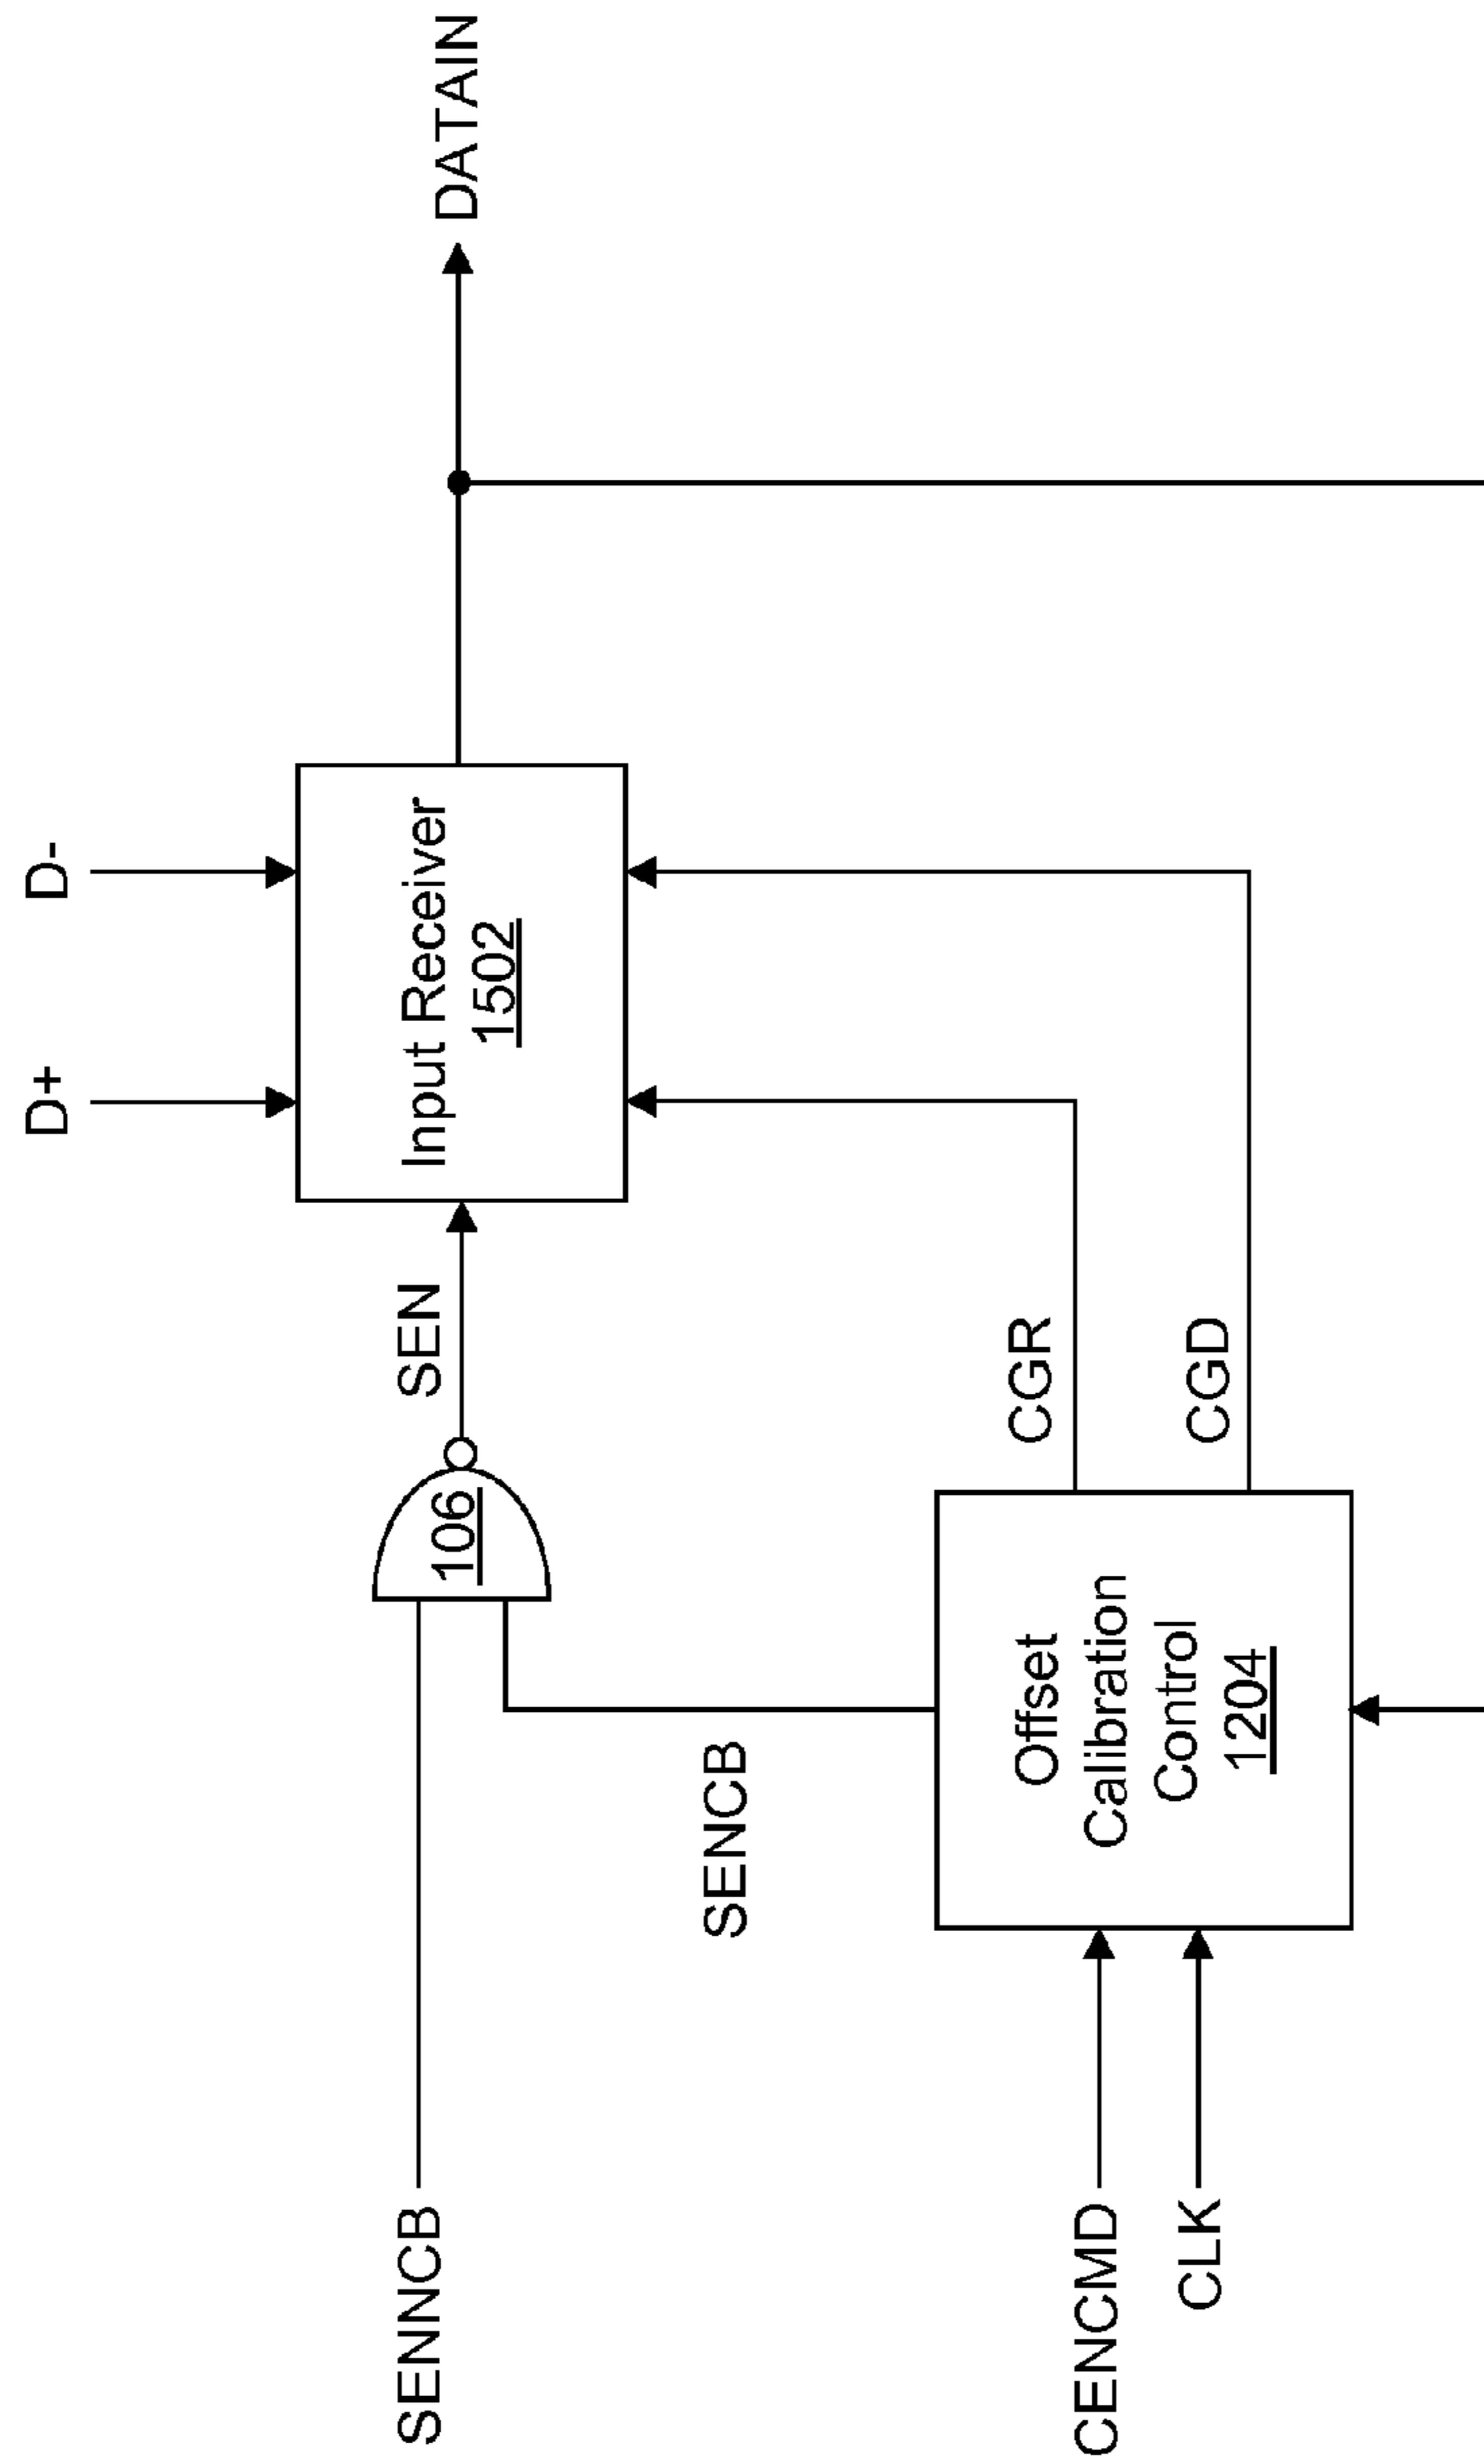 D+
D-
SENNCB
106
SEN
Input Receiver
1502
DATAIN
SENCB
CGR
CGD
CENCMD
CLK
Offset
Calibration
Control
1204